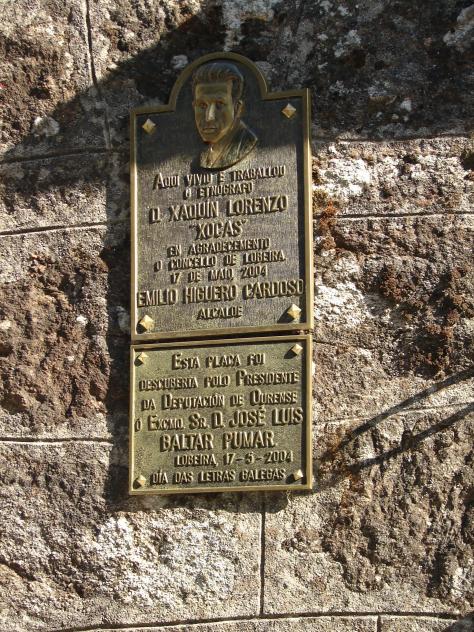 AQUI VIVIU E TRABALLOU
O ETNÓGRAFO
D. XAQUÍN LORENZO
"XOCAS"
EN AGRADECEMENTO
O CONCELLO DE LOBEIRA
17 DE MAIO 2004
EMILIO HIGUERO CARDOSO
ALCALDE
ESTA PLACA FUI
DESCUBERTA POLO PRESIDENTE
DA DEPUTACIÓN DE OURENSE
Ó EXCMO. SR. D. JOSÉ LUIS
BALTAR PUMAR
LOBEIRA, 17-5-2004
DÍA DAS LETRAS GALEGAS